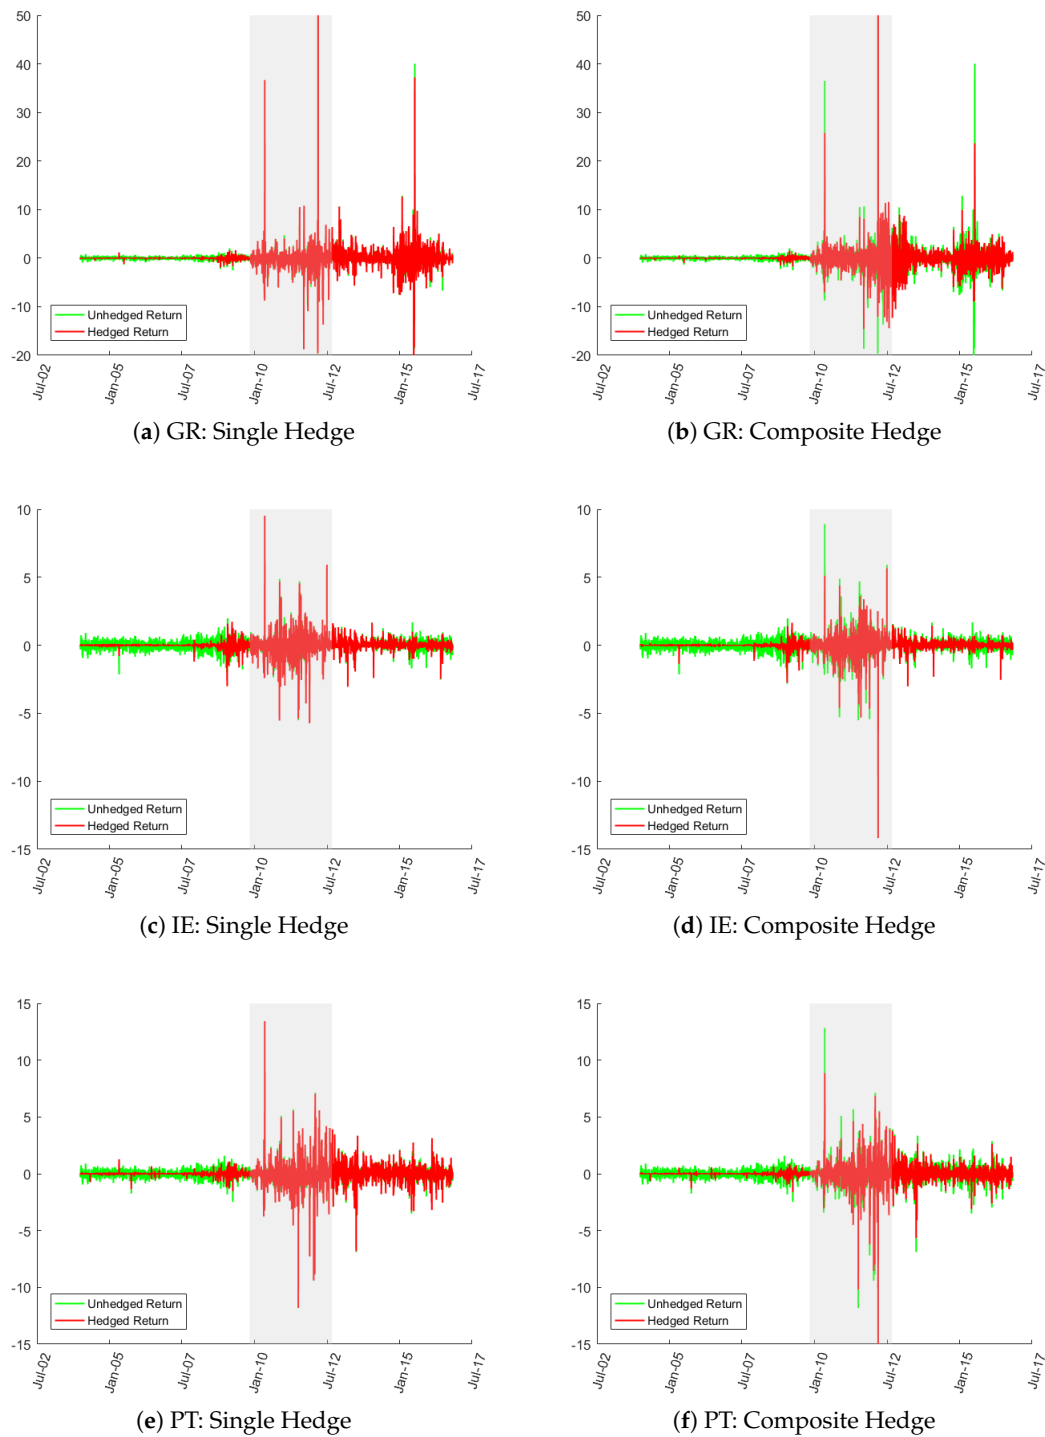 50
40
30
20
10
0
-10
-20
Unhedged Return
Hedged Return
Jul-02
Jan-05
Jul-07
Jan-10
Jul-12
Jan-15
Jul-17
(a) GR: Single Hedge
50
40
30
20
10
0
-10
-20
Unhedged Return
Hedged Return
Jul-02
Jan-05
Jul-07
Jan-10
Jul-12
Jan-15
Jul-17
(b) GR: Composite Hedge
10
5
0
-5
-10
-15
Unhedged Return
Hedged Return
Jul-02
Jan-05
Jul-07
Jan-10
Jul-12
Jan-15
Jul-17
(c) IE: Single Hedge
10
5
0
-5
-10
-15
Unhedged Return
Hedged Return
Jul-02
Jan-05
Jul-07
Jan-10
Jul-12
Jan-15
Jul-17
(d) IE: Composite Hedge
15
10
5
0
-5
-10
-15
Unhedged Return
Hedged Return
Jul-02
Jan-05
Jul-07
Jan-10
Jul-12
Jan-15
Jul-17
(e) PT: Single Hedge
15
10
5
0
-5
-10
-15
Unhedged Return
Hedged Return
Jul-02
Jan-05
Jul-07
Jan-10
Jul-12
Jan-15
Jul-17
(f) PT: Composite Hedge